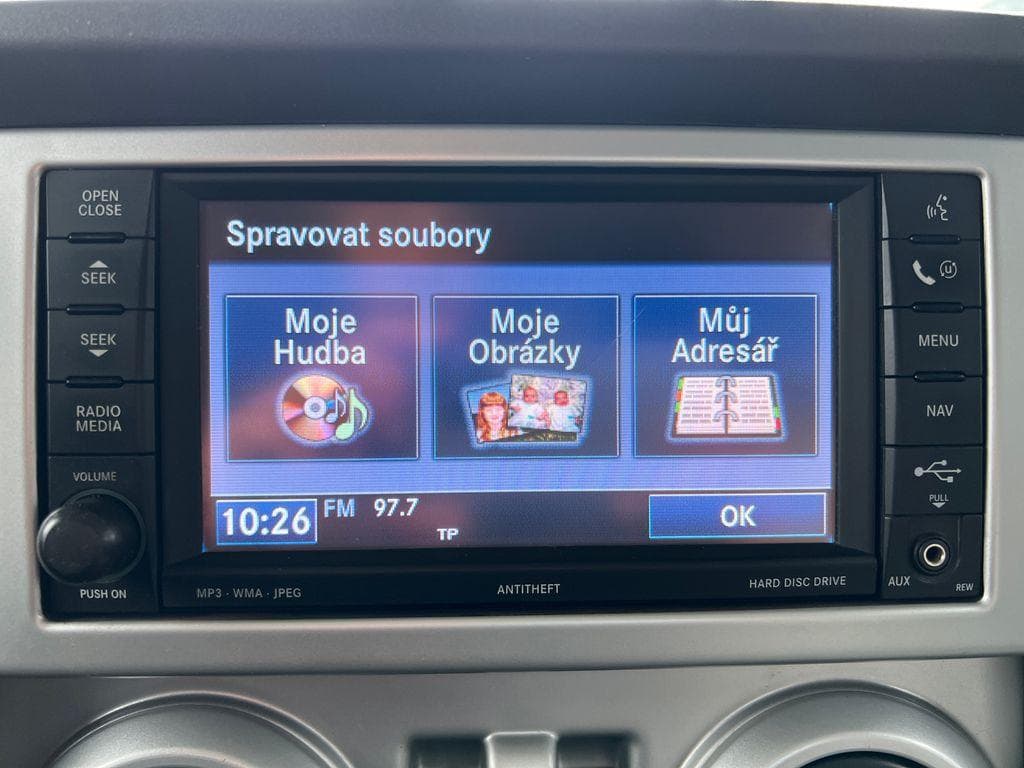 OPEN
CLOSE
SEEK
SEEK
RADIO
MEDIA
VOLUME
PUSH ON
Spravovat soubory
Moje
Hudba
Moje
Obrázky
Můj
Adresář
10:26
FM 97.7
TP
OK
MP3 · WMA · JPEG
ANTITHEFT
HARD DISC DRIVE
MENU
NAV
PULL
AUX
REW